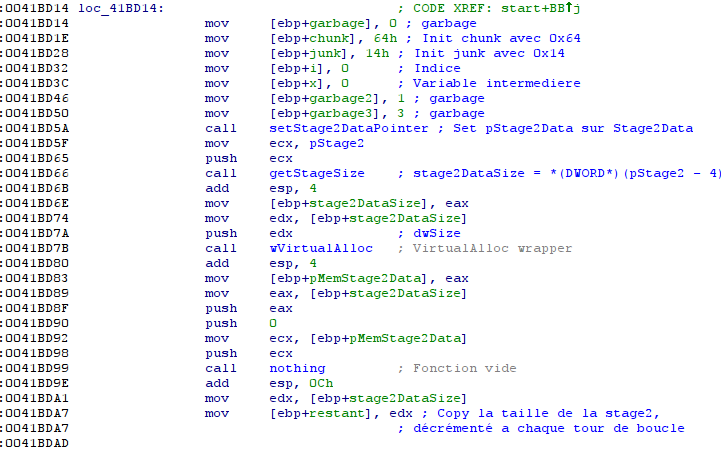 :0041BD14 loc_41BD14: ; CODE XREF: start+BB↑j
:0041BD14 mov [ebp+garbage], 0 ; garbage
:0041BD1E mov [ebp+chunk], 64h ; Init chunk avec 0x64
:0041BD28 mov [ebp+junk], 14h ; Init junk avec 0x14
:0041BD32 mov [ebp+i], 0 ; Indice
:0041BD3C mov [ebp+x], 0 ; Variable intermediere
:0041BD46 mov [ebp+garbage2], 1 ; garbage
:0041BD50 mov [ebp+garbage3], 3 ; garbage
:0041BD5A call setStage2DataPointer ; Set pStage2Data sur Stage2Data
:0041BD5F mov ecx, pStage2
:0041BD65 push ecx
:0041BD66 call getStageSize ; stage2DataSize = *(DWORD*)(pStage2 - 4)
:0041BD6B add esp, 4
:0041BD6E mov [ebp+stage2DataSize], eax
:0041BD74 mov edx, [ebp+stage2DataSize]
:0041BD7A push edx ; dwSize
:0041BD7B call wVirtualAlloc ; VirtualAlloc wrapper
:0041BD80 add esp, 4
:0041BD83 mov [ebp+pMemStage2Data], eax
:0041BD89 mov eax, [ebp+stage2DataSize]
:0041BD8F push eax
:0041BD90 push 0
:0041BD92 mov ecx, [ebp+pMemStage2Data]
:0041BD98 push ecx
:0041BD99 call nothing ; Fonction vide
:0041BD9E add esp, 0Ch
:0041BDA1 mov edx, [ebp+stage2DataSize]
:0041BDA7 mov [ebp+restant], edx ; Copy la taille de la stage2,
:0041BDA7 ; décrémenté a chaque tour de boucle
:0041BDAD